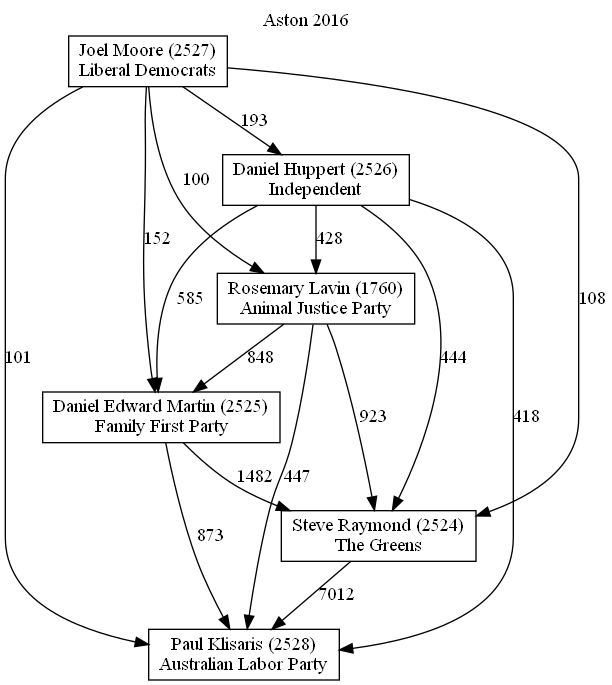 Aston 2016
Joel Moore (2527)
Liberal Democrats
193
Daniel Huppert (2526)
Independent
100
152
428
585
108
Rosemary Lavin (1760)
Animal Justice Party
101
848
444
Daniel Edward Martin (2525)
Family First Party
923
418
1482
447
Steve Raymond (2524)
The Greens
873
7012
Paul Klisaris (2528)
Australian Labor Party